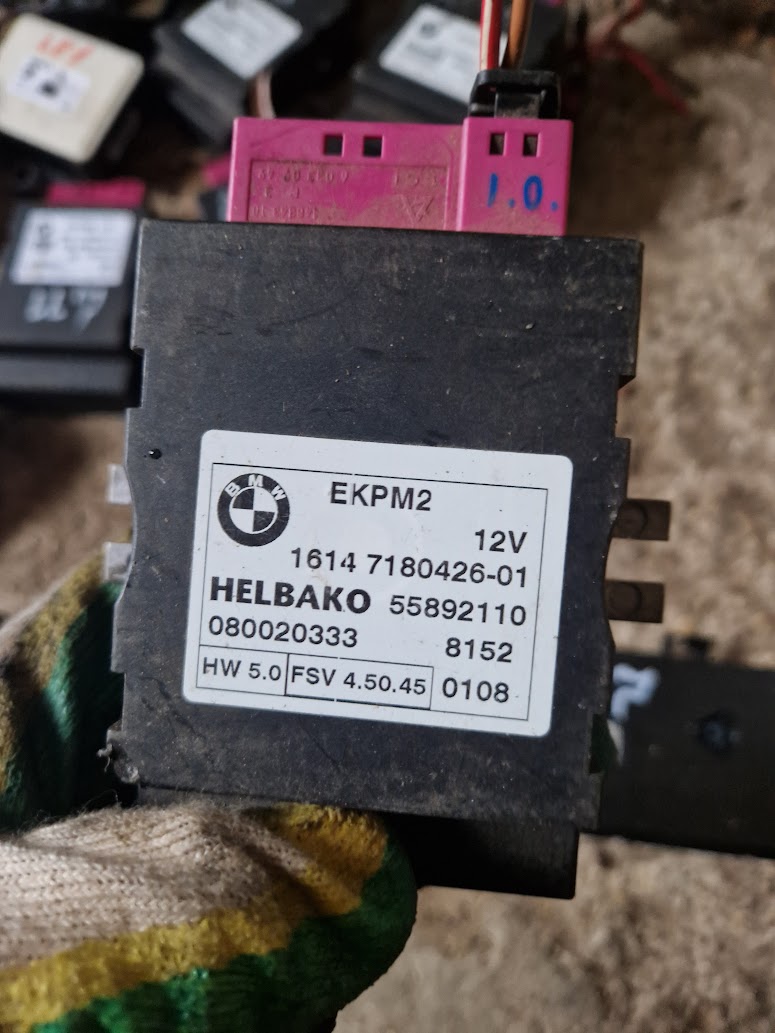 1.0.
BMW
EKPM2
12V
1614 7180426-01
HELBAKO 55892110
080020333 8152
HW 5.0 FSV 4.50.45 0108